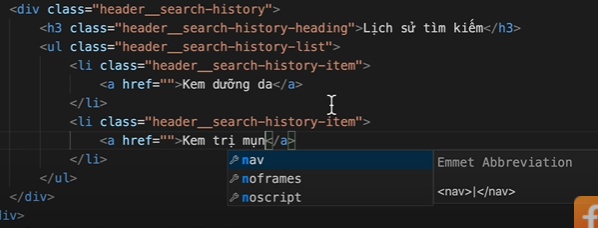 <div class="header__search-history">
<h3 class="header__search-history-heading">Lịch sử tìm kiếm</h3>
<ul class="header__search-history-list">
<li class="header__search-history-item">
<a href="">Kem dưỡng da</a>
</li>
<li class="header__search-history-item">
<a href="">Kem trị mụn</a>
</li>
nav
noframes
noscript
Emmet Abbreviation
<nav>|</nav>
</ul>
</div>
div>